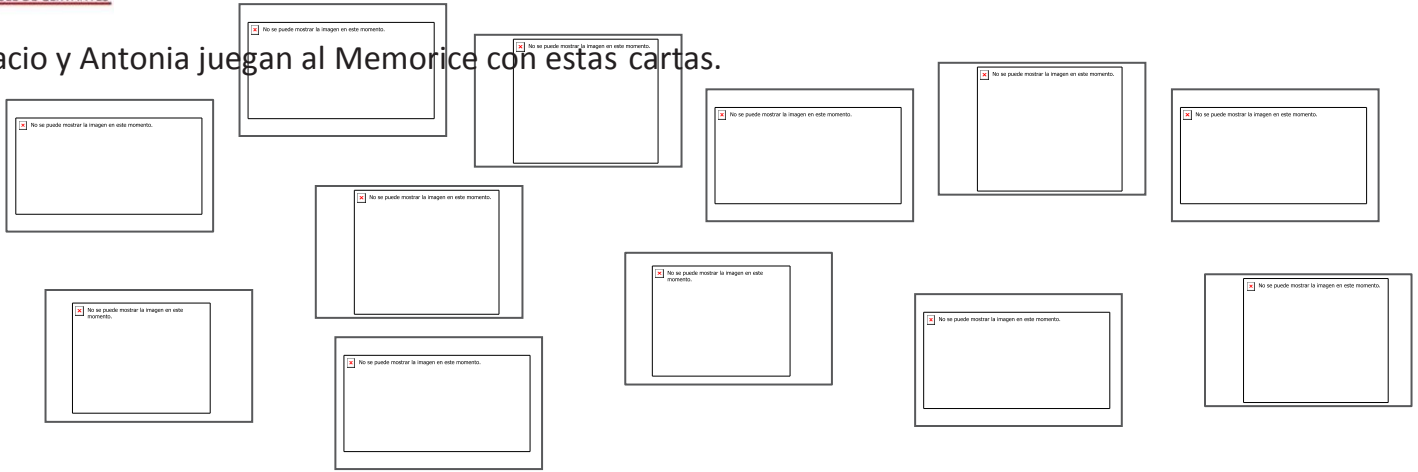 No se puede mostrar la imagen en este momento.
acio y Antonia juegan al Memorice con estas cartas.
No se puede mostrar la imagen en este momento.
No se puede mostrar la imagen en este momento.
No se puede mostrar la imagen en este momento.
No se puede mostrar la imagen en este momento.
No se puede mostrar la imagen en este momento.
No se puede mostrar la imagen en este momento.
No se puede mostrar la imagen en este
momento.
No se puede mostrar la imagen en este momento.
No se puede mostrar la imagen en este
momento.
No se puede mostrar la imagen en este momento.
No se puede mostrar la imagen en este momento.